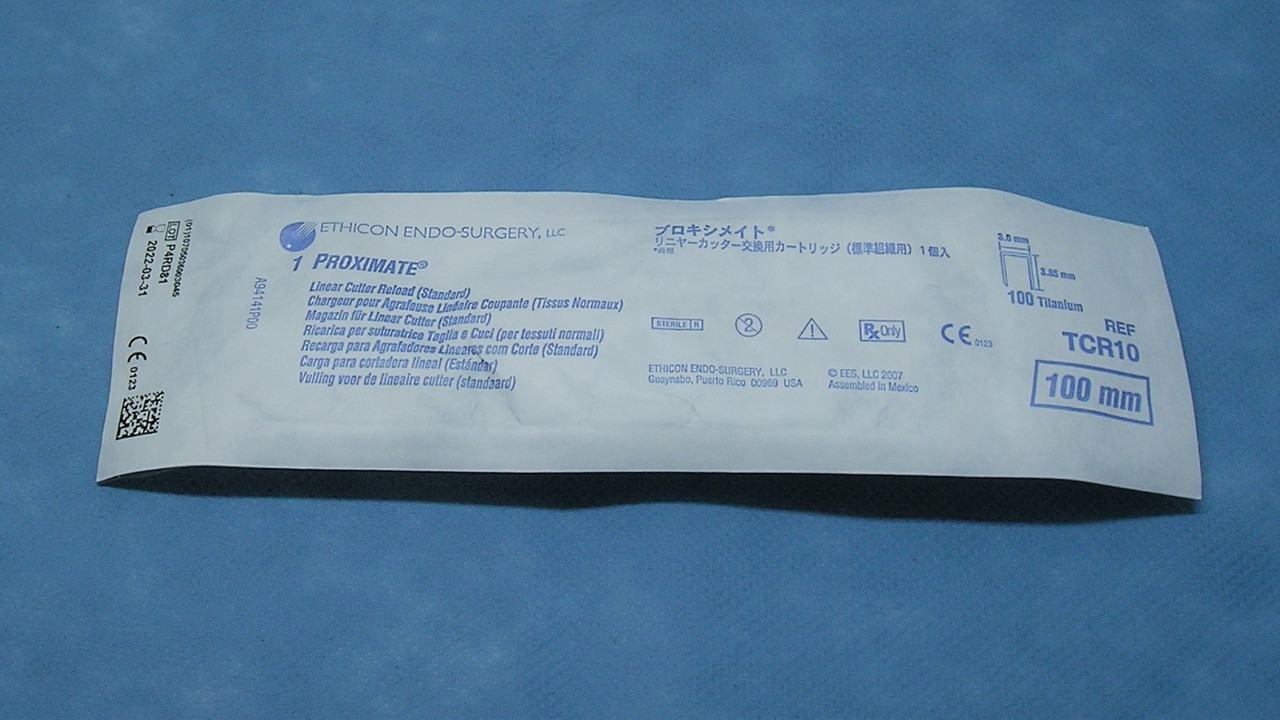 ETHICON ENDO-SURGERY, LLC
1 PROXIMATE®
Linear Cutter Reload (Standard)
Chargeur pour Agrafeuse Linéaire Coupante (Tissus Normaux)
Magazin für Linear Cutter (Standard)
Ricarica per suturatrice Taglia e Cuci (per tessuti normali)
Recarga para Agrafadores Lineares com Corte (Standard)
Carga para cortadora lineal (Estándar)
Vulling voor de lineaire cutter (standaard)
A94141P00
プロキシメイト*
リニヤーカッター交換用カートリッジ（標準組織用）1個入
*商標
STERILE R
2
Rx Only
CE 0123
ETHICON ENDO-SURGERY, LLC
Guaynabo, Puerto Rico 00969 USA
© EES, LLC 2007
Assembled in Mexico
3.0 mm
3.85 mm
100 Titanium
REF
TCR10
100 mm
LOT P4RD81
2022-03-31
CE 0123